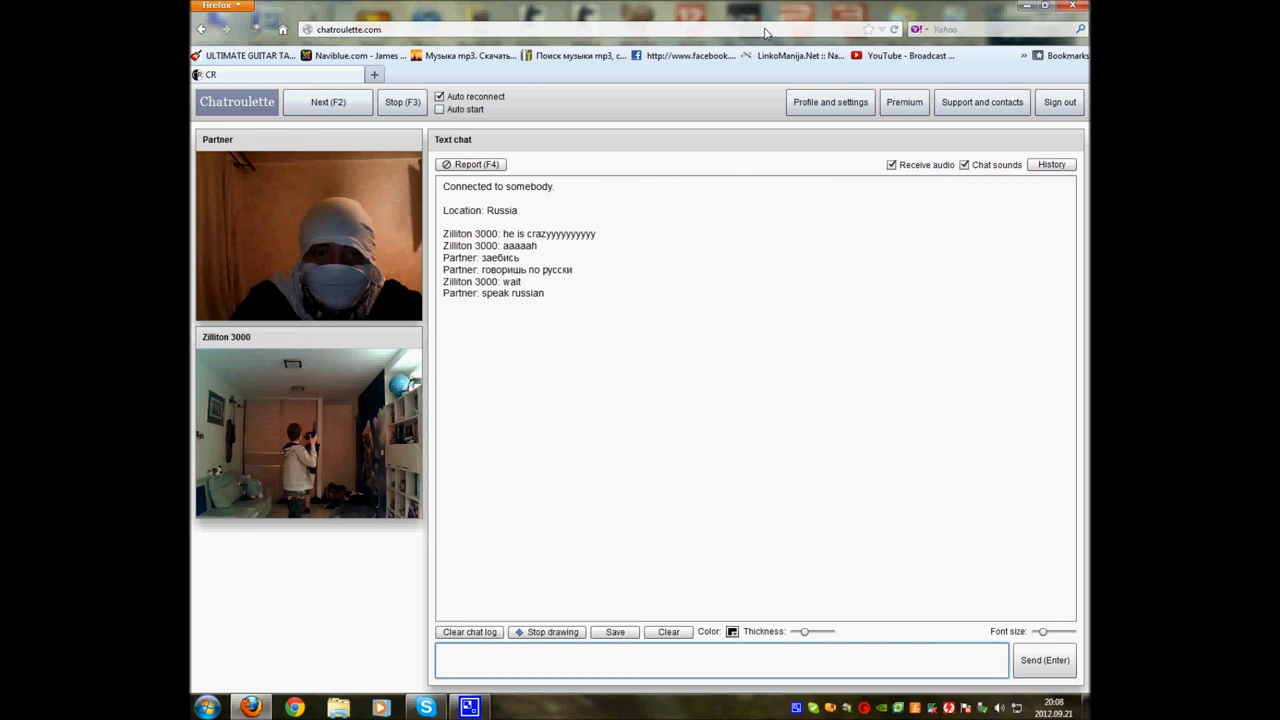 Firefox
chatroulette.com
Yahoo
ULTIMATE GUITAR TA...
Naviblue.com - James ...
Музыка mp3. Скачать...
Поиск музыки mp3, с...
http://www.facebook....
LinkoManija.Net :: Na...
YouTube - Broadcast ...
»
Bookmarks
CR
Chatroulette
Next (F2)
Stop (F3)
Auto reconnect
Auto start
Profile and settings
Premium
Support and contacts
Sign out
Partner
Text chat
Report (F4)
Receive audio
Chat sounds
History
Connected to somebody.
Location: Russia
Zilliton 3000: he is crazyyyyyyyyyy
Zilliton 3000: aaaaah
Partner: заебись
Partner: говоришь по русски
Zilliton 3000: wait
Partner: speak russian
Zilliton 3000
Clear chat log
Stop drawing
Save
Clear
Color:
Thickness:
Font size:
Send (Enter)
20:08
2012.09.21